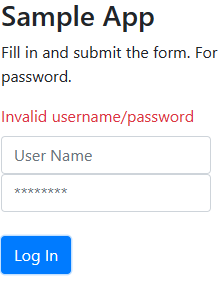 Sample App
Fill in and submit the form. For
password.
Invalid username/password
User Name
********
Log In